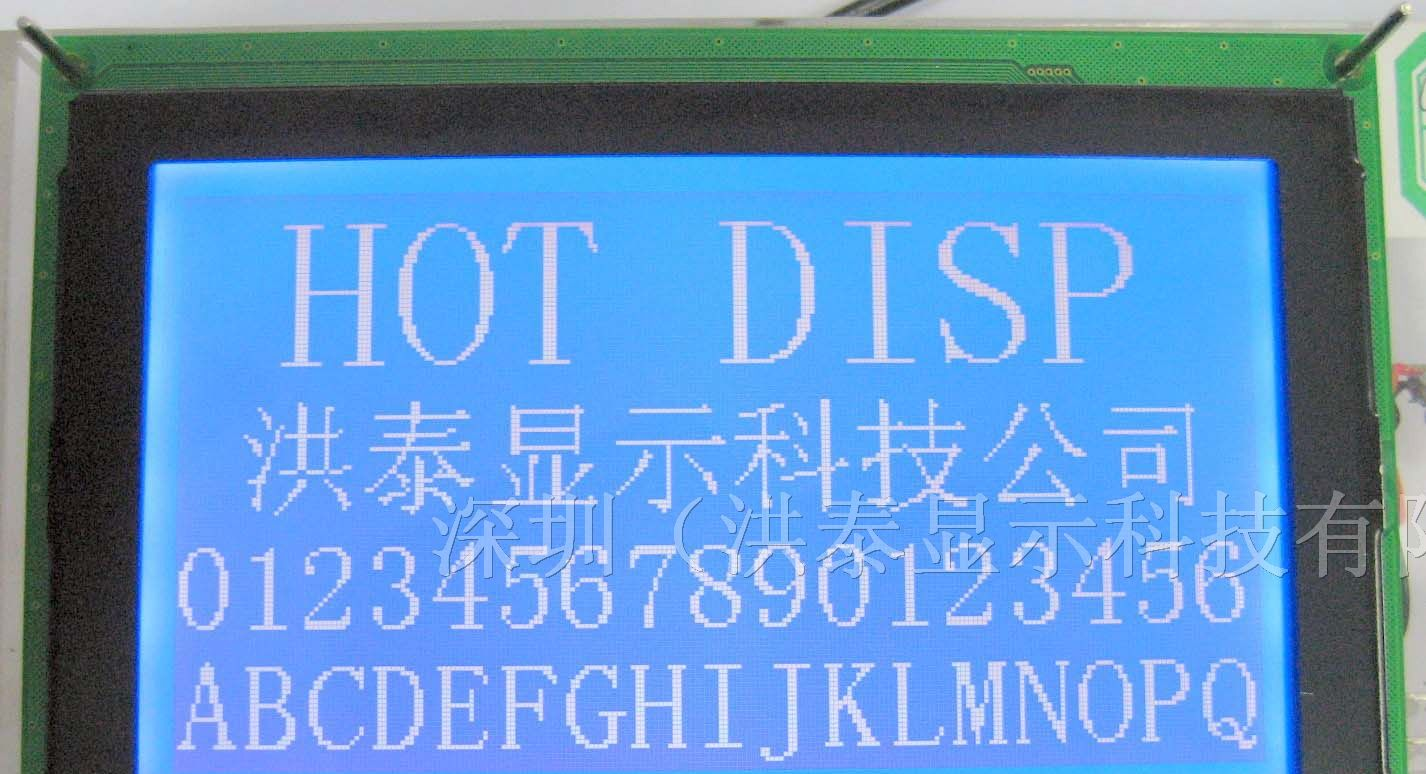 HOT DISP
洪泰显示科技公司
深圳（洪泰显示科技有
01234567890123456
ABCDEFGHIJKLMNOPQ